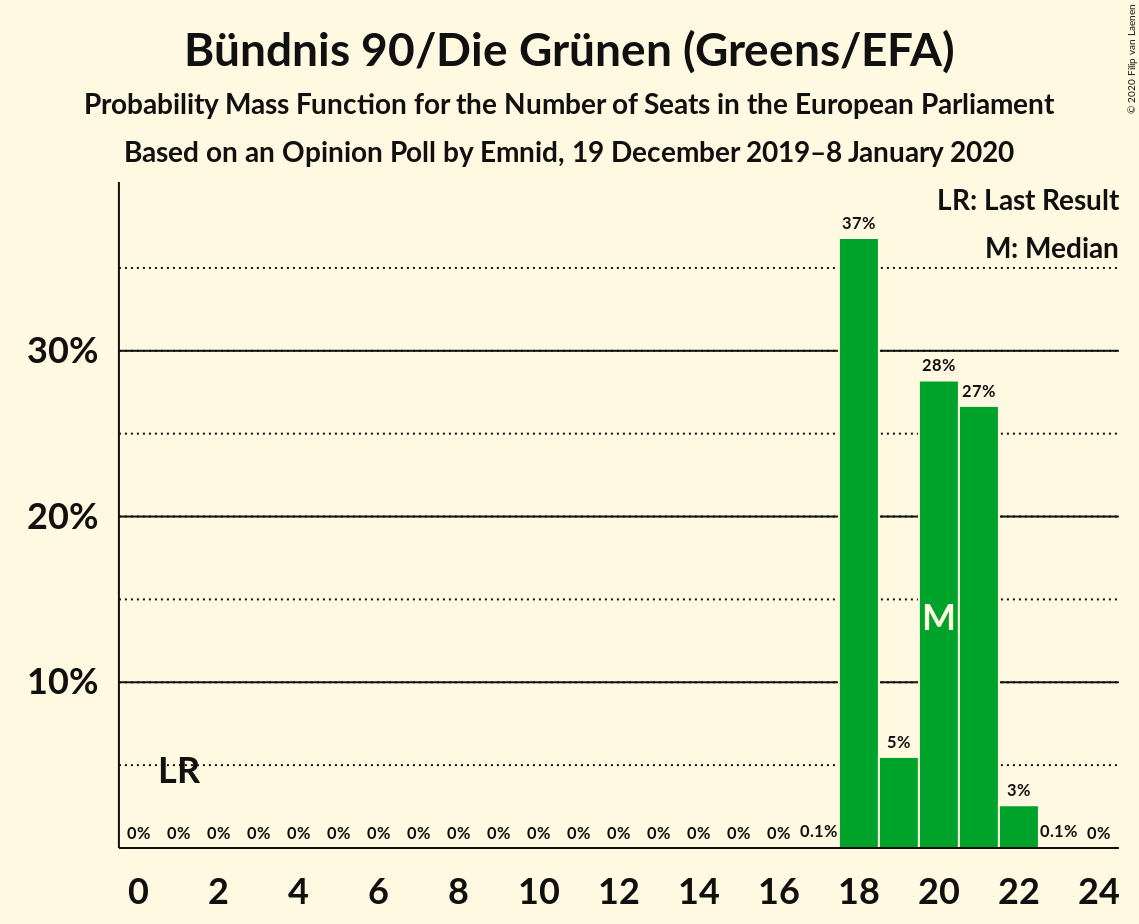 Bündnis 90/Die Grünen (Greens/EFA)
Probability Mass Function for the Number of Seats in the European Parliament
Based on an Opinion Poll by Emnid, 19 December 2019–8 January 2020
© 2020 Filip van Laenen
LR: Last Result
M: Median
37%
30%
28%
27%
20%
M
10%
LR
5%
3%
0% 0% 0% 0% 0% 0% 0% 0% 0% 0% 0% 0% 0% 0% 0% 0% 0% 0.1% 0.1% 0%
0 2 4 6 8 10 12 14 16 18 20 22 24